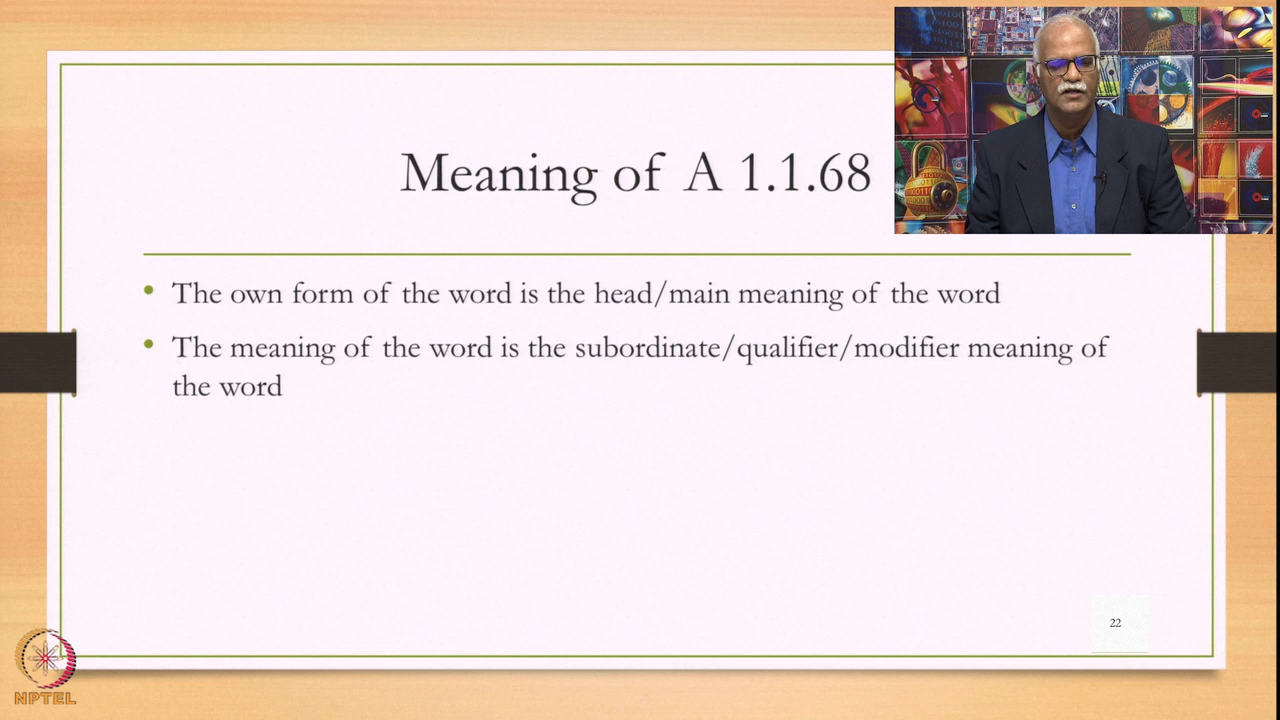 Meaning of A 1.1.68
• The own form of the word is the head/main meaning of the word
• The meaning of the word is the subordinate/qualifier/modifier meaning of
the word
22
NPTEL